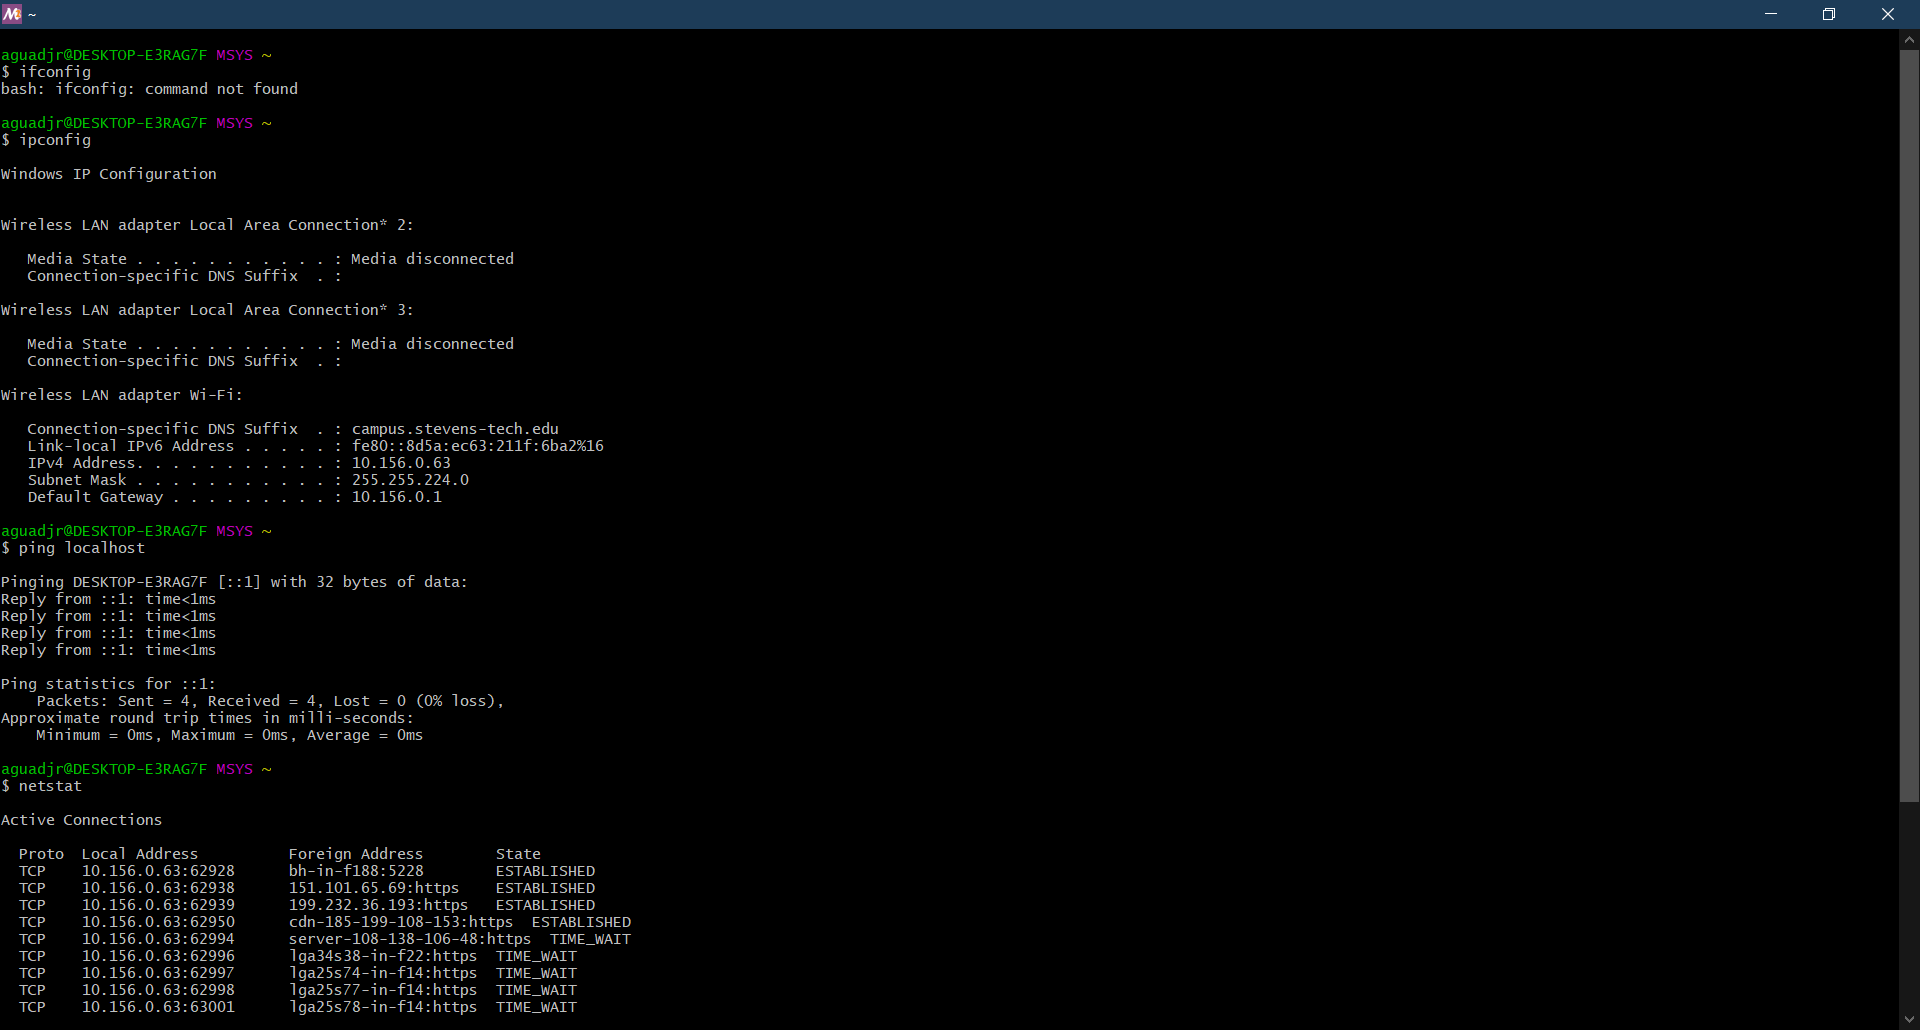 ~
aguadjr@DESKTOP-E3RAG7F MSYS ~
$ ifconfig
bash: ifconfig: command not found
aguadjr@DESKTOP-E3RAG7F MSYS ~
$ ipconfig
Windows IP Configuration
Wireless LAN adapter Local Area Connection* 2:
   Media State . . . . . . . . . . . : Media disconnected
   Connection-specific DNS Suffix  . :
Wireless LAN adapter Local Area Connection* 3:
   Media State . . . . . . . . . . . : Media disconnected
   Connection-specific DNS Suffix  . :
Wireless LAN adapter Wi-Fi:
   Connection-specific DNS Suffix  . : campus.stevens-tech.edu
   Link-local IPv6 Address . . . . . : fe80::8d5a:ec63:211f:6ba2%16
   IPv4 Address. . . . . . . . . . . : 10.156.0.63
   Subnet Mask . . . . . . . . . . . : 255.255.224.0
   Default Gateway . . . . . . . . . : 10.156.0.1
aguadjr@DESKTOP-E3RAG7F MSYS ~
$ ping localhost
Pinging DESKTOP-E3RAG7F [::1] with 32 bytes of data:
Reply from ::1: time<1ms
Reply from ::1: time<1ms
Reply from ::1: time<1ms
Reply from ::1: time<1ms
Ping statistics for ::1:
    Packets: Sent = 4, Received = 4, Lost = 0 (0% loss),
Approximate round trip times in milli-seconds:
    Minimum = 0ms, Maximum = 0ms, Average = 0ms
aguadjr@DESKTOP-E3RAG7F MSYS ~
$ netstat
Active Connections
  Proto  Local Address          Foreign Address        State
  TCP    10.156.0.63:62928      bh-in-f188:5228        ESTABLISHED
  TCP    10.156.0.63:62938      151.101.65.69:https    ESTABLISHED
  TCP    10.156.0.63:62939      199.232.36.193:https   ESTABLISHED
  TCP    10.156.0.63:62950      cdn-185-199-108-153:https  ESTABLISHED
  TCP    10.156.0.63:62994      server-108-138-106-48:https  TIME_WAIT
  TCP    10.156.0.63:62996      lga34s38-in-f22:https  TIME_WAIT
  TCP    10.156.0.63:62997      lga25s74-in-f14:https  TIME_WAIT
  TCP    10.156.0.63:62998      lga25s77-in-f14:https  TIME_WAIT
  TCP    10.156.0.63:63001      lga25s78-in-f14:https  TIME_WAIT